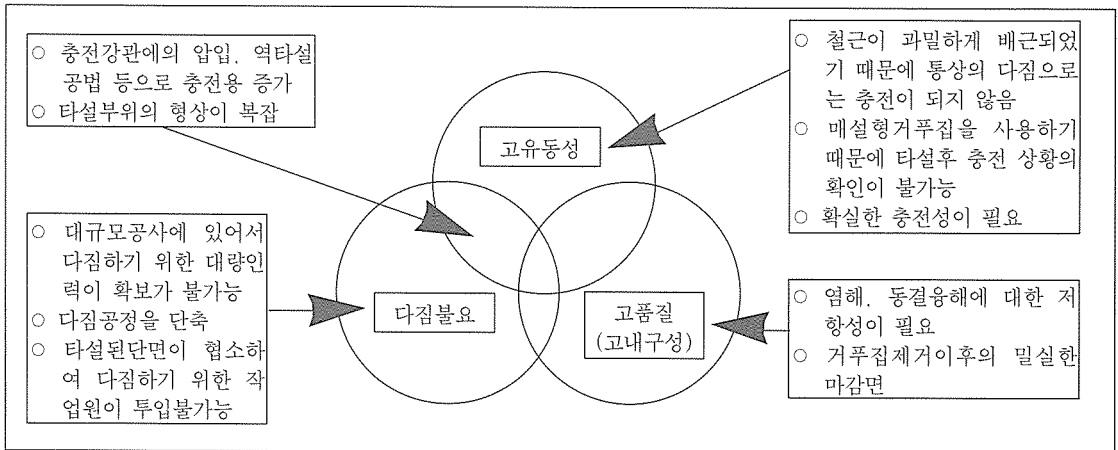 ○ 충전강관에의 압입, 역타설
공법 등으로 충전용 증가
○ 타설부위의 형상이 복잡
○ 철근이 과밀하게 배근되었
기 때문에 통상의 다짐으로
는 충전이 되지 않음
○ 매설형거푸집을 사용하기
때문에 타설후 충전 상황의
확인이 불가능
○ 확실한 충전성이 필요
고유동성
○ 대규모공사에 있어서
다짐하기 위한 대량인
력이 확보가 불가능
○ 다짐공정을 단축
○ 타설된단면이 협소하
여 다짐하기 위한 작
업원이 투입불가능
다짐불요
고품질
(고내구성)
○ 염해, 동결융해에 대한 저
항성이 필요
○ 거푸집제거이후의 밀실한
마감면